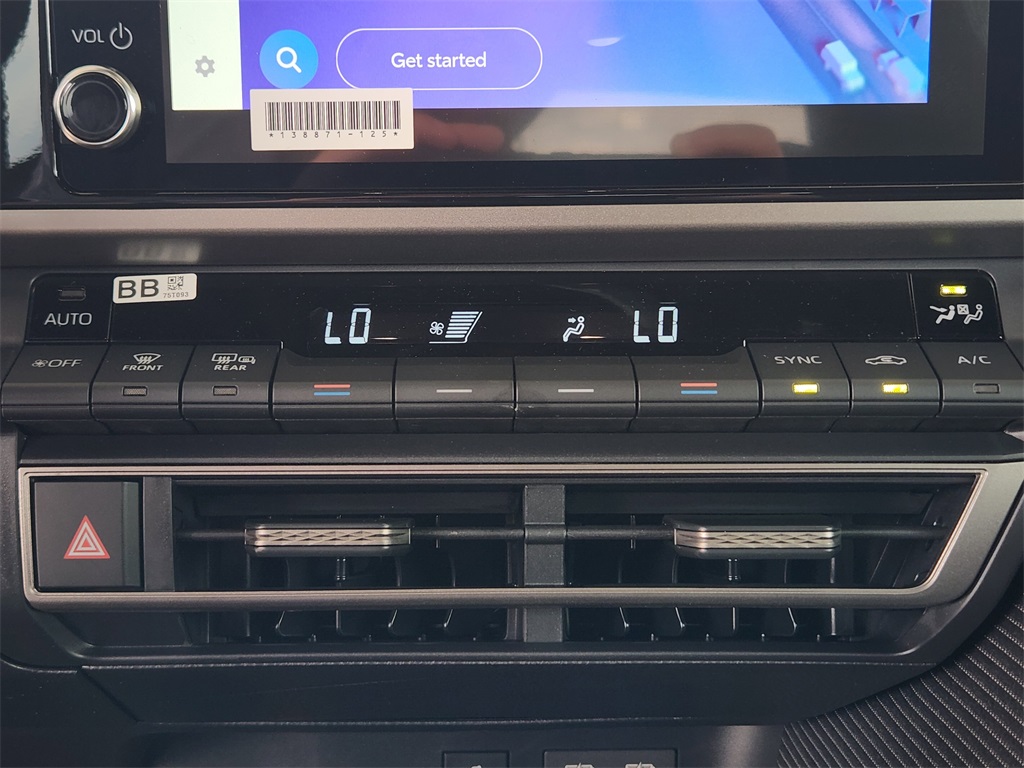 VOL
Get started
*138871-125*
BB
75T093
AUTO
LO
LO
OFF
FRONT
REAR
SYNC
A/C